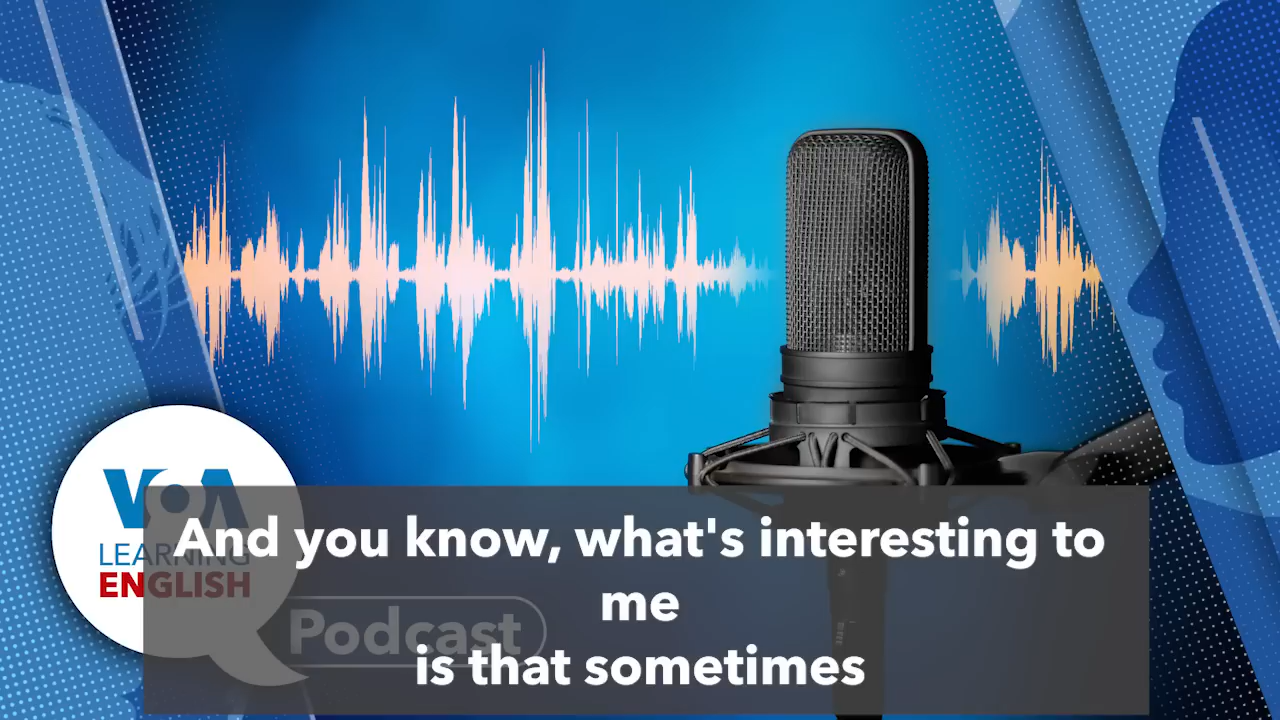 VOA
LEARNING
ENGLISH
Podcast
And you know, what's interesting to
me
is that sometimes